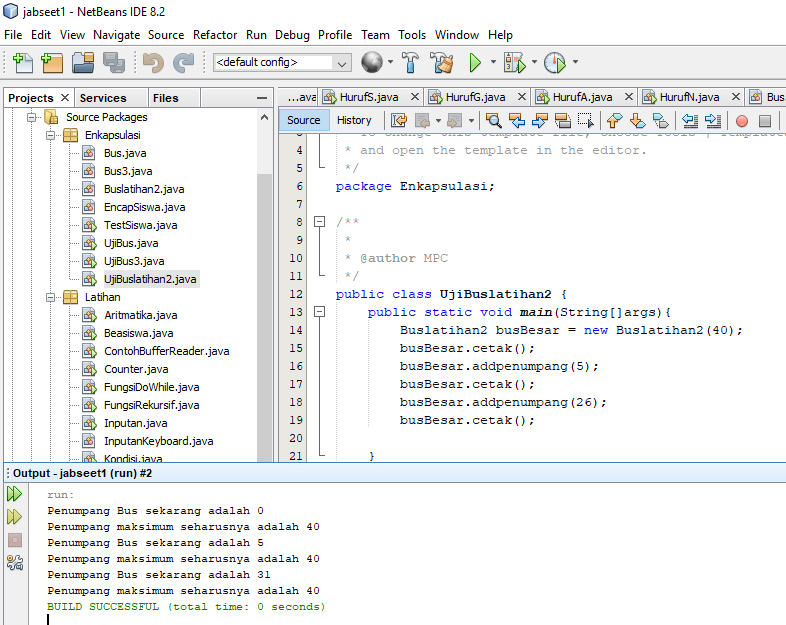 jabseet1 - NetBeans IDE 8.2
File Edit View Navigate Source Refactor Run Debug Profile Team Tools Window Help
<default config>
Projects Services Files
Source Packages
Enkapsulasi
Bus.java
Bus3.java
Buslatihan2.java
EncapSiswa.java
TestSiswa.java
UjiBus.java
UjiBus3.java
UjiBuslatihan2.java
Latihan
Aritmatika.java
Beasiswa.java
ContohBufferReader.java
Counter.java
FungsiDoWhile.java
FungsiRekursif.java
Inputan.java
InputanKeyboard.java
Kondisi.java
...ava HurufS.java HurufG.java HurufA.java HurufN.java Bus
Source History
4 * and open the template in the editor.
5 */
6 package Enkapsulasi;
7
8 /**
9 *
10 * @author MPC
11 */
12 public class UjiBuslatihan2 {
13 public static void main(String[]args){
14 Buslatihan2 busBesar = new Buslatihan2(40);
15 busBesar.cetak();
16 busBesar.addpenumpang(5);
17 busBesar.cetak();
18 busBesar.addpenumpang(26);
19 busBesar.cetak();
20
21 }
Output - jabseet1 (run) #2
run:
Penumpang Bus sekarang adalah 0
Penumpang maksimum seharusnya adalah 40
Penumpang Bus sekarang adalah 5
Penumpang maksimum seharusnya adalah 40
Penumpang Bus sekarang adalah 31
Penumpang maksimum seharusnya adalah 40
BUILD SUCCESSFUL (total time: 0 seconds)